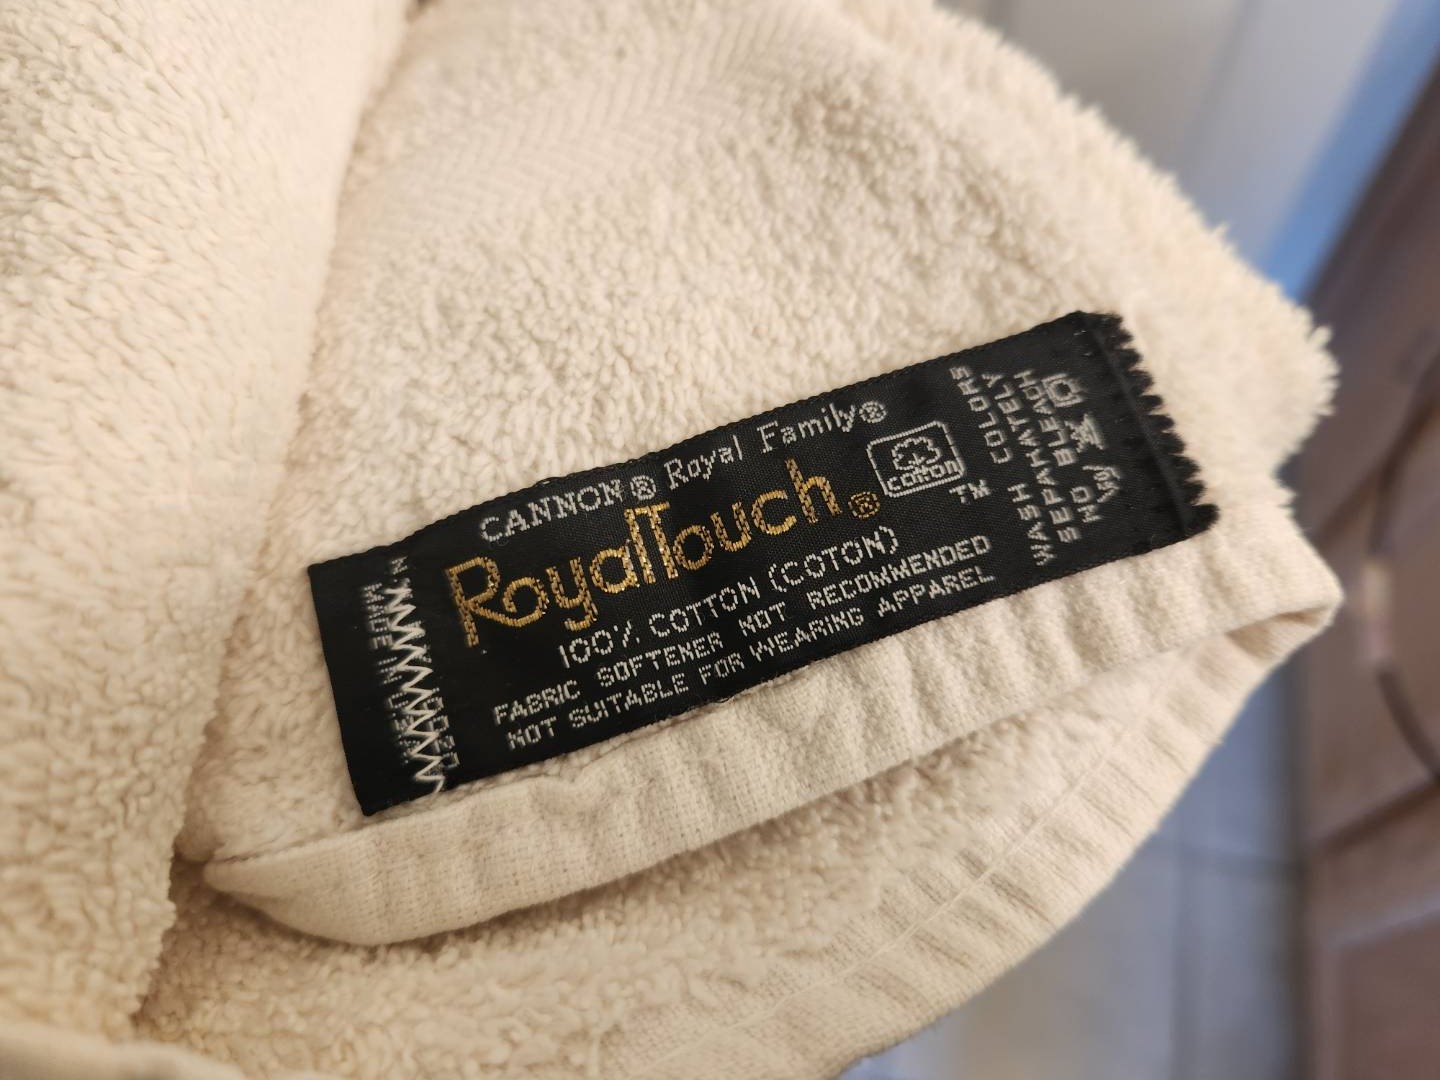 CANNON® Royal Family®
RoyalTouch®
100% COTTON (COTON)
FABRIC SOFTENER NOT RECOMMENDED
NOT SUITABLE FOR WEARING APPAREL
COTTON
TM
WASH COLORS
SEPARATELY
NO BLEACH
MADE IN